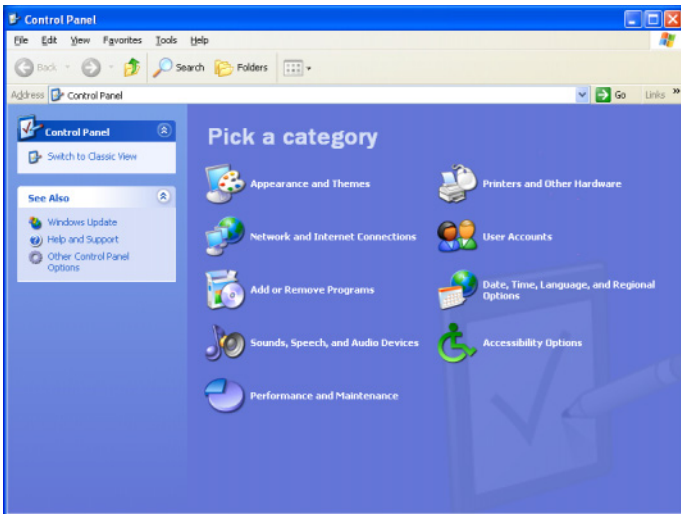 Control Panel
File Edit View Favorites Tools Help
Back Search Folders
Address Control Panel Go Links »
Control Panel
Switch to Classic View
See Also
Windows Update
Help and Support
Other Control Panel
Options
Pick a category
Appearance and Themes
Printers and Other Hardware
Network and Internet Connections
User Accounts
Add or Remove Programs
Date, Time, Language, and Regional
Options
Sounds, Speech, and Audio Devices
Accessibility Options
Performance and Maintenance